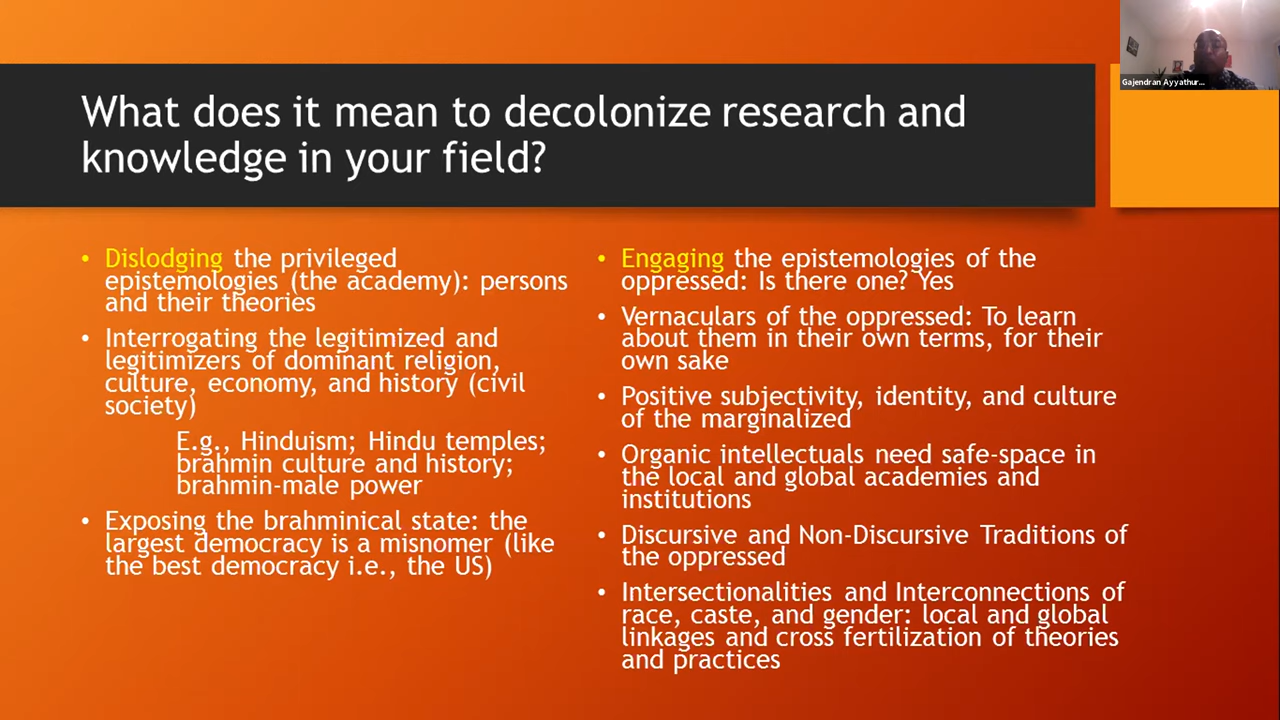 Gajendran Ayyathur...
What does it mean to decolonize research and
knowledge in your field?
• Dislodging the privileged
epistemologies (the academy): persons
and their theories
• Interrogating the legitimized and
legitimizers of dominant religion,
culture, economy, and history (civil
society)
E.g., Hinduism; Hindu temples;
brahmin culture and history;
brahmin-male power
• Exposing the brahminical state: the
largest democracy is a misnomer (like
the best democracy i.e., the US)
• Engaging the epistemologies of the
oppressed: Is there one? Yes
• Vernaculars of the oppressed: To learn
about them in their own terms, for their
own sake
• Positive subjectivity, identity, and culture
of the marginalized
• Organic intellectuals need safe-space in
the local and global academies and
institutions
• Discursive and Non-Discursive Traditions of
the oppressed
• Intersectionalities and Interconnections of
race, caste, and gender: local and global
linkages and cross fertilization of theories
and practices